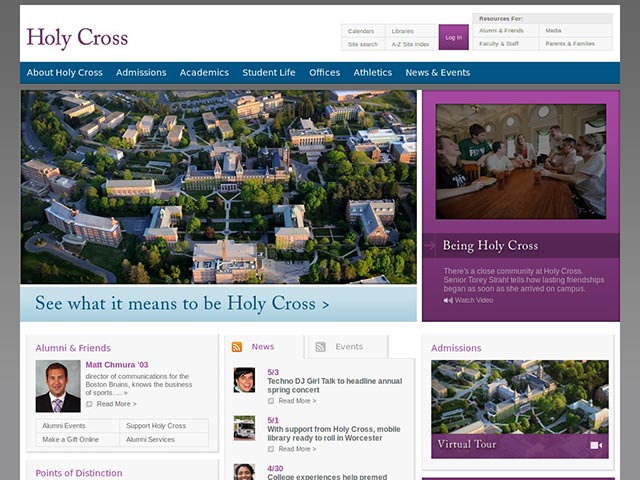 Holy Cross
Calendars
Libraries
Site search
A-Z Site Index
Log In
Resources For:
Alumni & Friends
Media
Faculty & Staff
Parents & Families
About Holy Cross
Admissions
Academics
Student Life
Offices
Athletics
News & Events
See what it means to be Holy Cross >
Being Holy Cross
There's a close community at Holy Cross.
Senior Torey Strahl tells how lasting friendships
began as soon as she arrived on campus.
Watch Video
Alumni & Friends
Matt Chmura '03
director of communications for the
Boston Bruins, knows the business
of sports. ... »
Read More >
Alumni Events
Support Holy Cross
Make a Gift Online
Alumni Services
Points of Distinction
News
Events
5/3
Techno DJ Girl Talk to headline annual
spring concert
Read More >
5/1
With support from Holy Cross, mobile
library ready to roll in Worcester
Read More >
4/30
College experiences help premed
Admissions
Virtual Tour